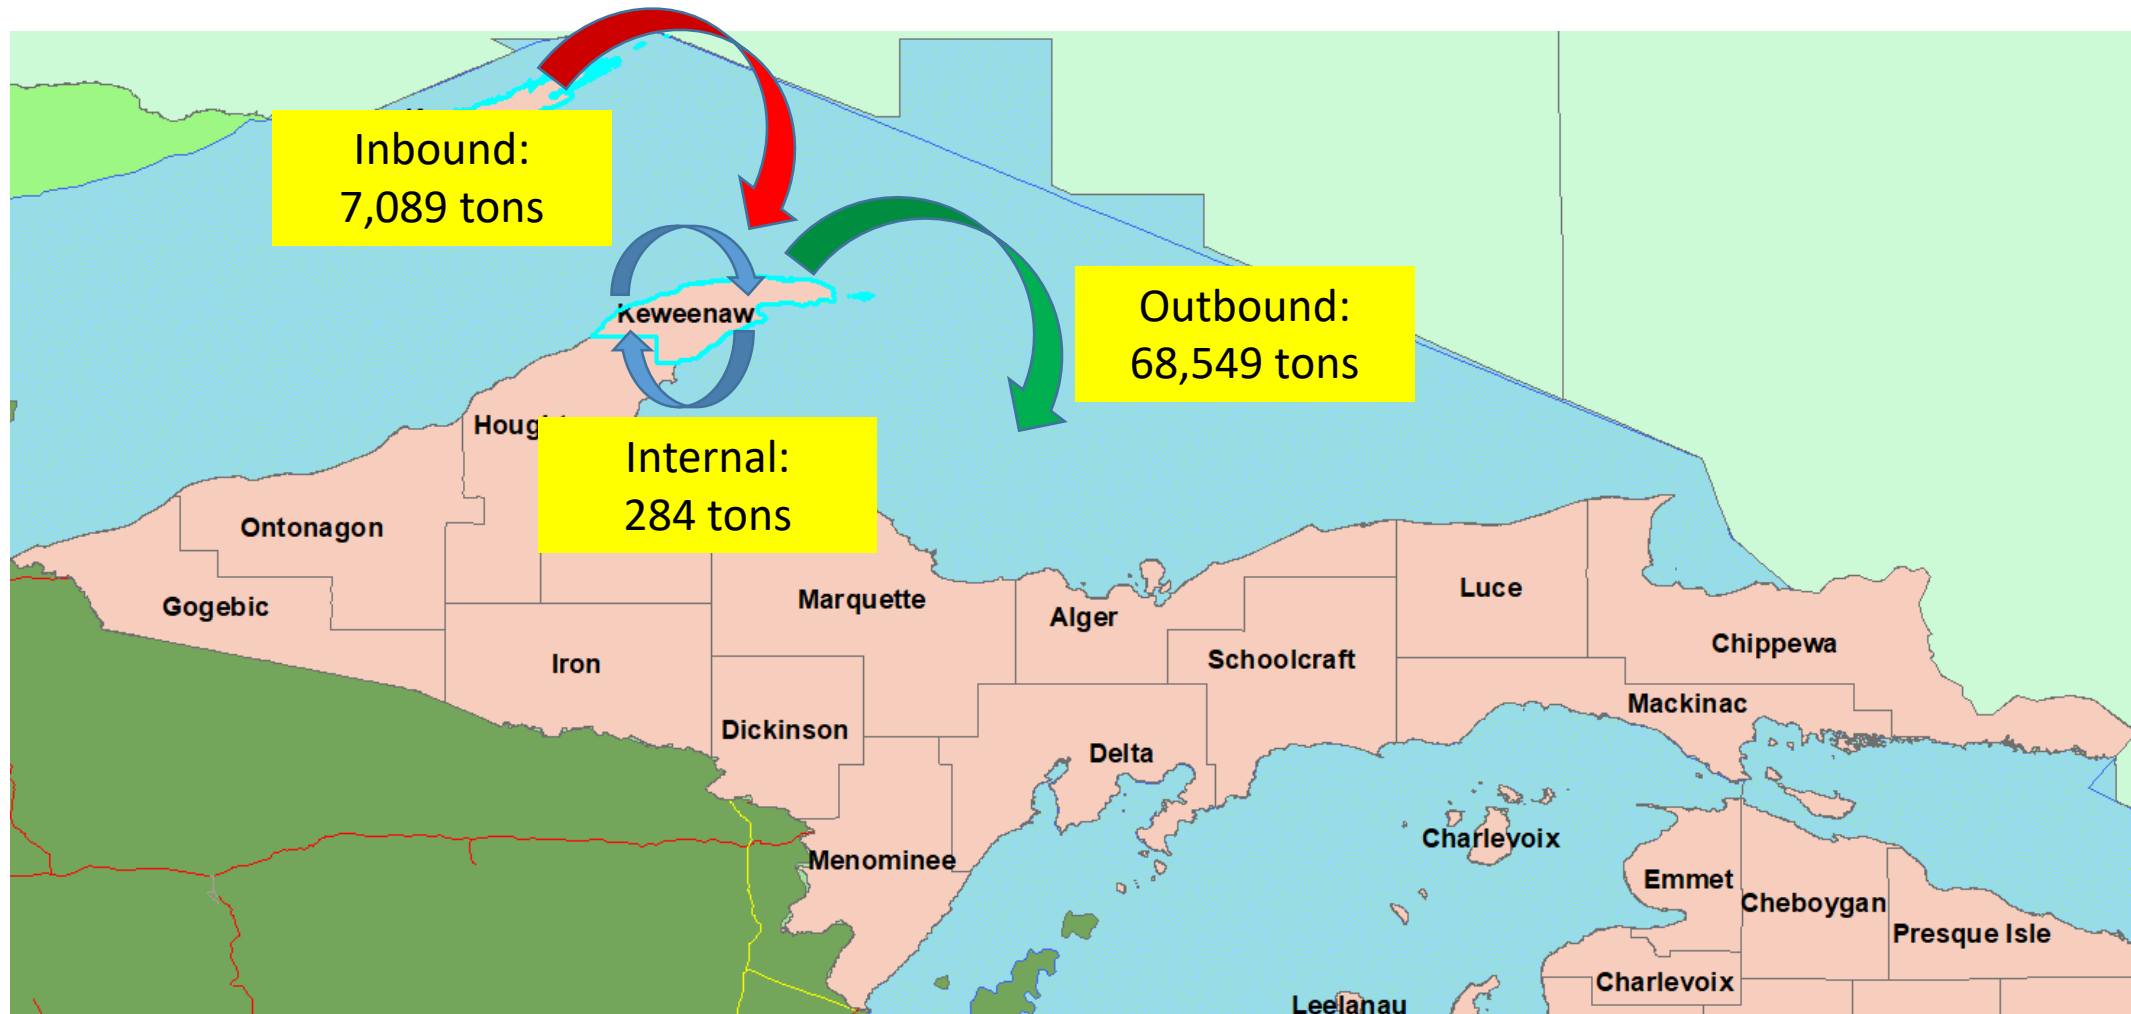 Inbound:
7,089 tons
Outbound:
68,549 tons
Keweenaw
Houg
Internal:
284 tons
Ontonagon
Gogebic
Marquette
Alger
Luce
Iron
Schoolcraft
Chippewa
Mackinac
Dickinson
Delta
Menominee
Charlevoix
Emmet
Cheboygan
Presque Isle
Charlevoix
Leelanau